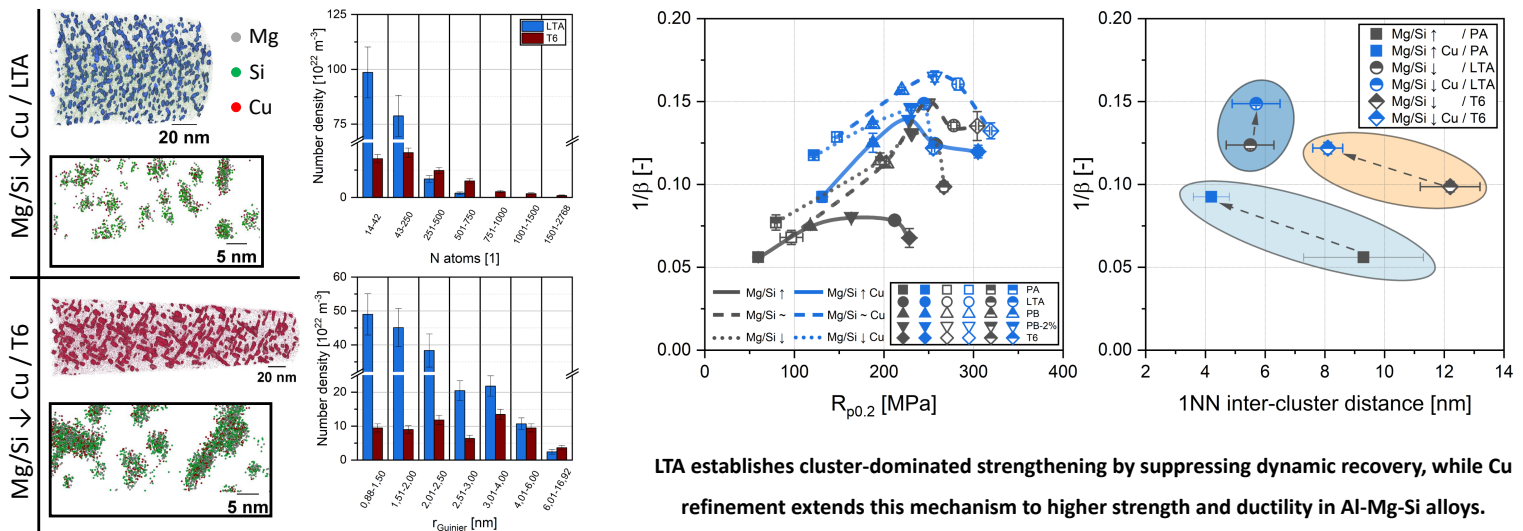 Mg/Si ↓ Cu / LTA
Mg
Si
Cu
20 nm
5 nm
Mg/Si ↓ Cu / T6
20 nm
5 nm
Number density [10²² m⁻³]
125
100
75
0
LTA
T6
14-42
43-250
251-500
501-750
751-1000
1001-1500
1501-2768
N atoms [1]
Number density [10²² m⁻³]
60
50
40
30
20
10
0
0,88-1,50
1,51-2,00
2,01-2,50
2,51-3,00
3,01-4,00
4,01-6,00
6,01-16,92
r_Guinier [nm]
1/β [-]
0.20
0.15
0.10
0.05
0.00
Mg/Si ↑
Mg/Si ↑ Cu
Mg/Si ~
Mg/Si ~ Cu
Mg/Si ↓
Mg/Si ↓ Cu
PA
LTA
PB
PB-2%
T6
0
100
200
300
400
R_p0.2 [MPa]
1/β [-]
0.20
0.15
0.10
0.05
0.00
Mg/Si ↑ / PA
Mg/Si ↑ Cu / PA
Mg/Si ↓ / LTA
Mg/Si ↓ Cu / LTA
Mg/Si ↓ / T6
Mg/Si ↓ Cu / T6
2
4
6
8
10
12
14
1NN inter-cluster distance [nm]
LTA establishes cluster-dominated strengthening by suppressing dynamic recovery, while Cu
refinement extends this mechanism to higher strength and ductility in Al-Mg-Si alloys.